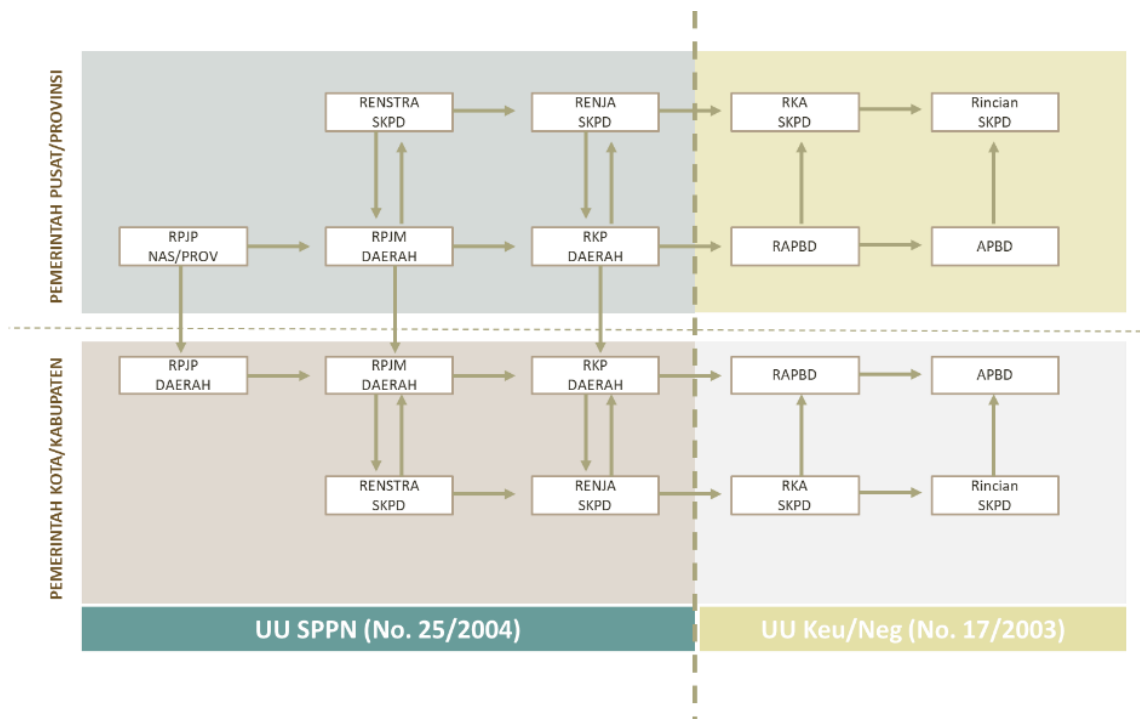 PEMERINTAH PUSAT/PROVINSI
RENSTRA
SKPD
RENJA
SKPD
RKA
SKPD
Rincian
SKPD
RPJP
NAS/PROV
RPJM
DAERAH
RKP
DAERAH
RAPBD
APBD
PEMERINTAH KOTA/KABUPATEN
RPJP
DAERAH
RPJM
DAERAH
RKP
DAERAH
RAPBD
APBD
RENSTRA
SKPD
RENJA
SKPD
RKA
SKPD
Rincian
SKPD
UU SPPN (No. 25/2004)
UU Keu/Neg (No. 17/2003)